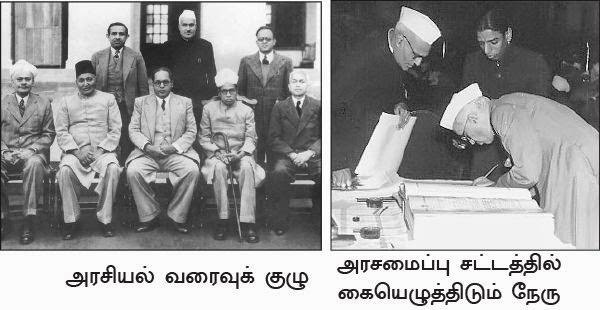 அரசியல் வரைவுக் குழு
அரசமைப்பு சட்டத்தில்
கையெழுத்திடும் நேரு